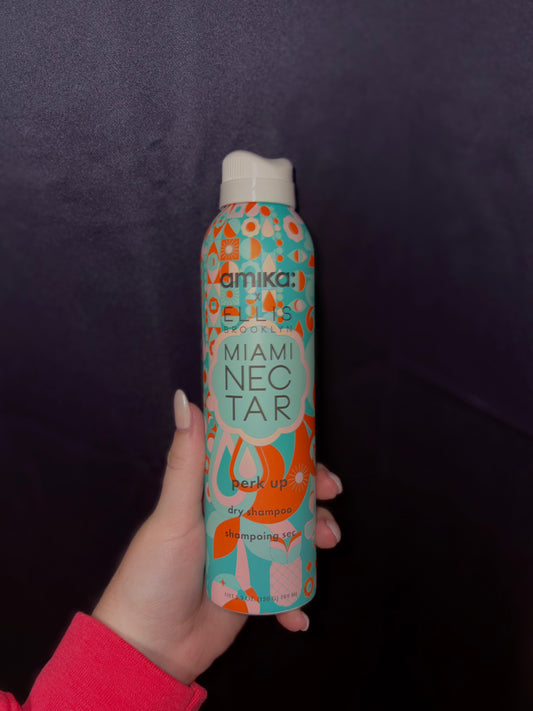 amika:
x
ELLIS
BROOKLYN
MIAMI
NEC
TAR
perk up
dry shampoo
shampoing sec